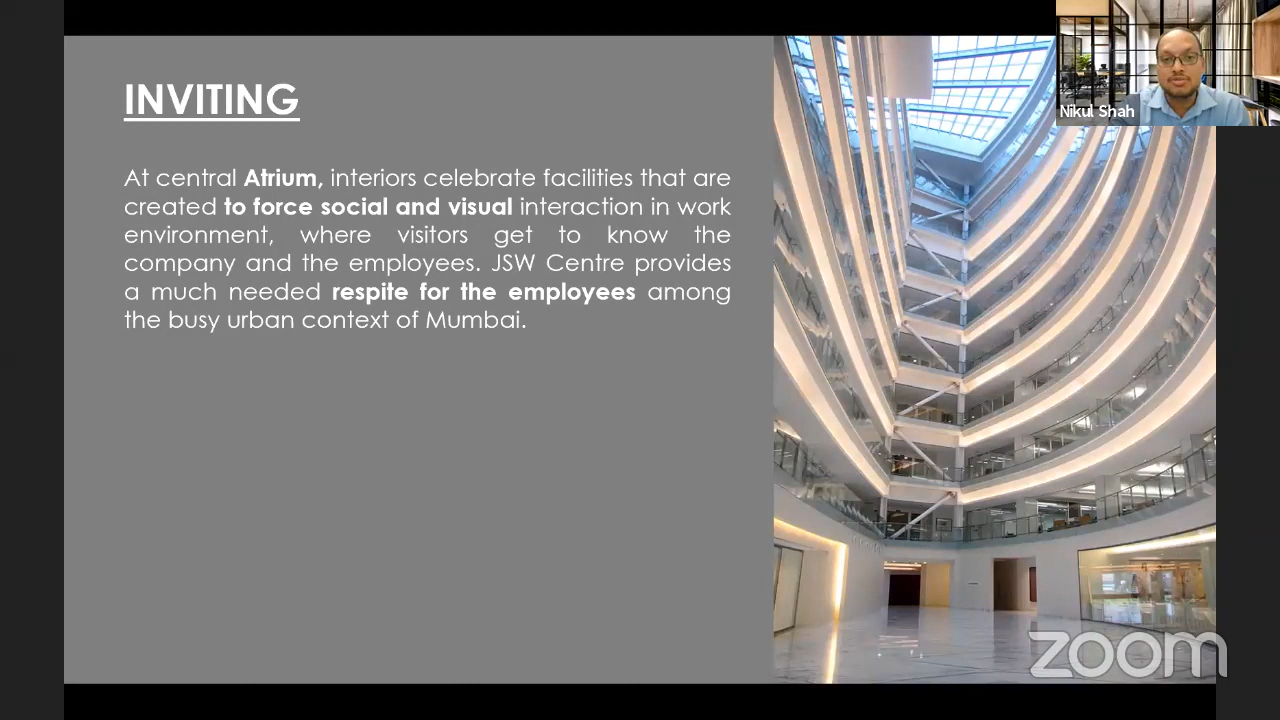 INVITING
At central Atrium, interiors celebrate facilities that are
created to force social and visual interaction in work
environment, where visitors get to know the
company and the employees. JSW Centre provides
a much needed respite for the employees among
the busy urban context of Mumbai.
Nikul Shah
zoom